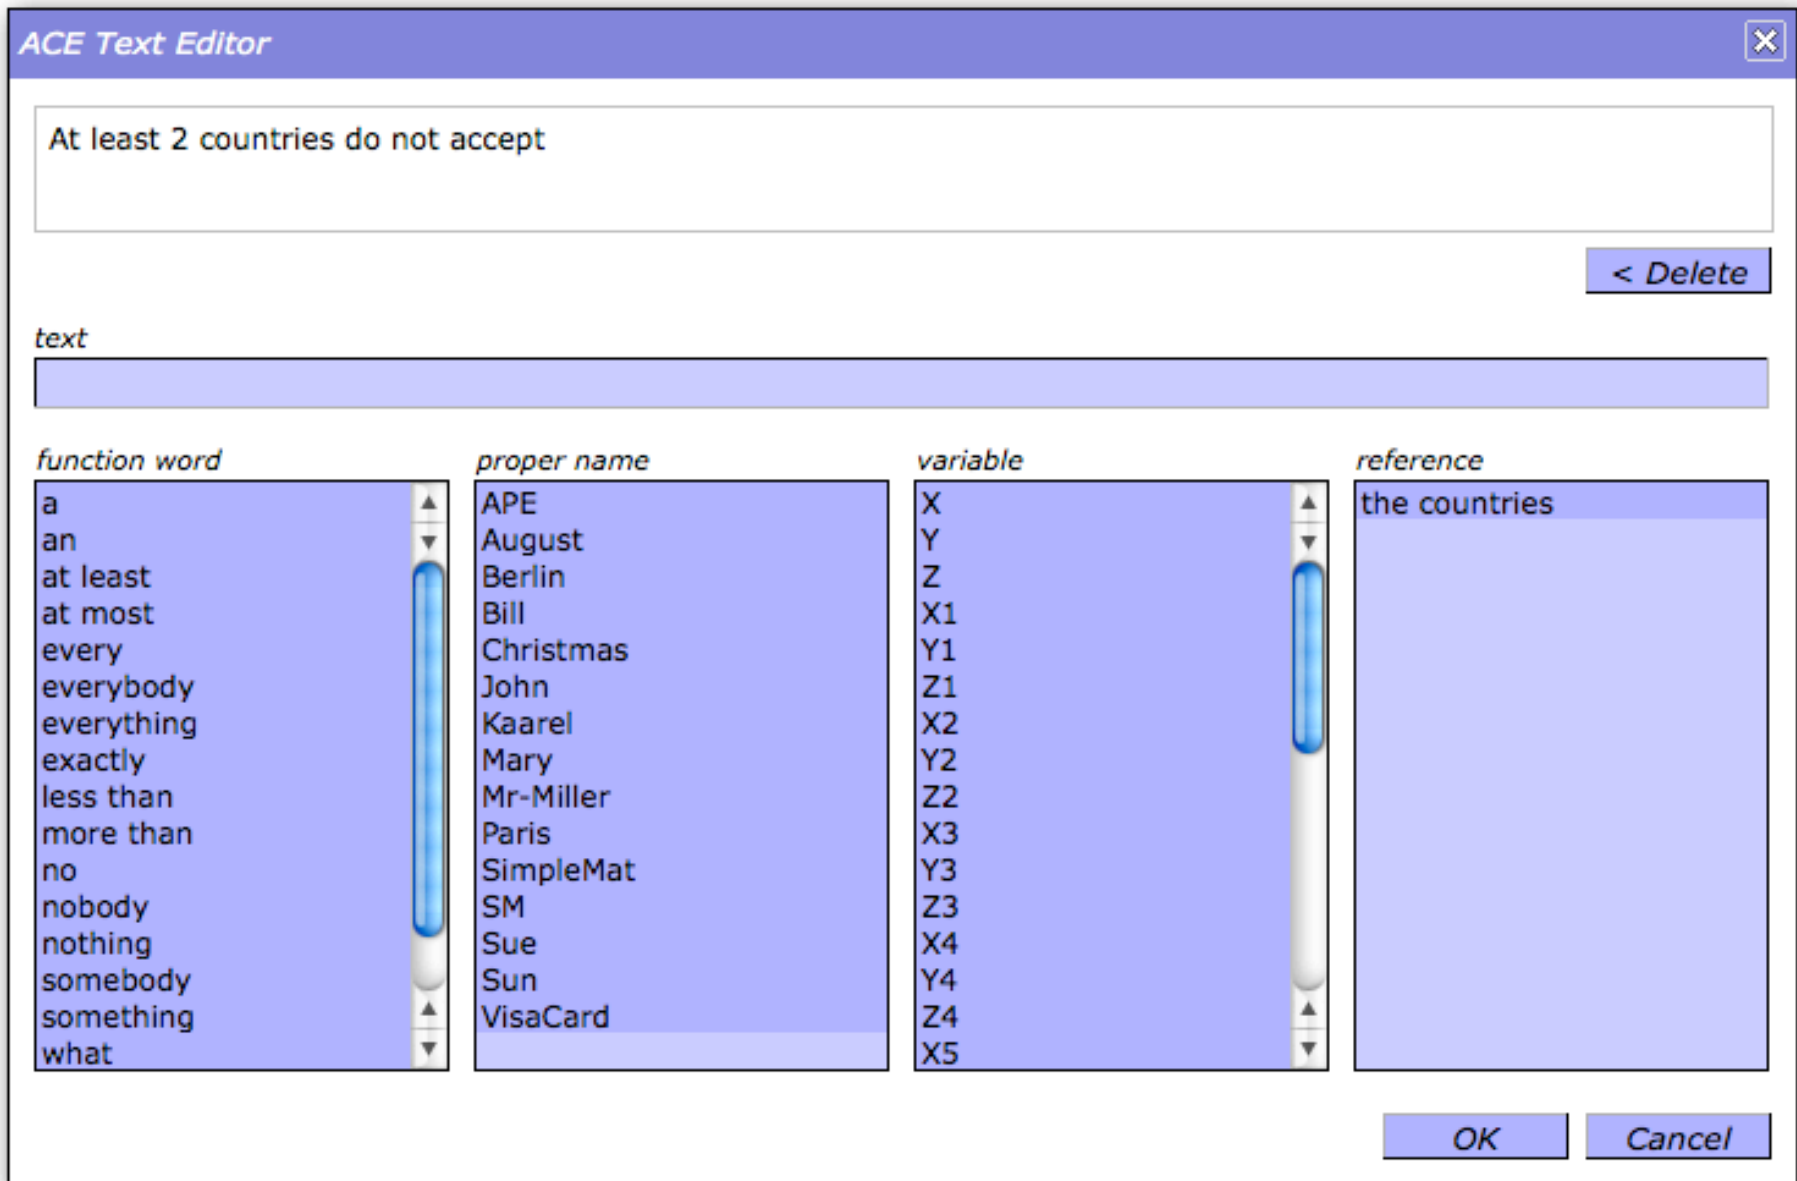 ACE Text Editor
At least 2 countries do not accept
< Delete
text
function word
a
an
at least
at most
every
everybody
everything
exactly
less than
more than
no
nobody
nothing
somebody
something
what
proper name
APE
August
Berlin
Bill
Christmas
John
Kaarel
Mary
Mr-Miller
Paris
SimpleMat
SM
Sue
Sun
VisaCard
variable
X
Y
Z
X1
Y1
Z1
X2
Y2
Z2
X3
Y3
Z3
X4
Y4
Z4
X5
reference
the countries
OK
Cancel